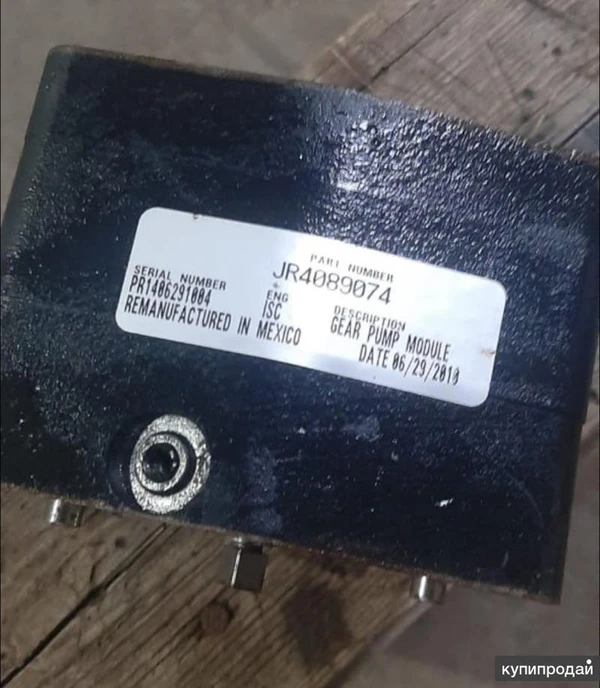 PART NUMBER
JR4089074
SERIAL NUMBER
PR1406291004
ENG
ISC
DESCRIPTION
GEAR PUMP MODULE
REMANUFACTURED IN MEXICO
DATE 06/29/2010
купипродай